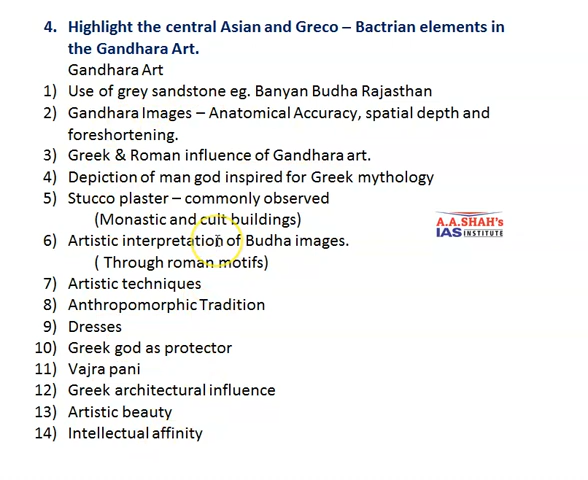 4. Highlight the central Asian and Greco – Bactrian elements in
the Gandhara Art.
Gandhara Art
1) Use of grey sandstone eg. Banyan Budha Rajasthan
2) Gandhara Images – Anatomical Accuracy, spatial depth and
foreshortening.
3) Greek & Roman influence of Gandhara art.
4) Depiction of man god inspired for Greek mythology
5) Stucco plaster – commonly observed
(Monastic and cult buildings)
A.A.SHAH's
IAS INSTITUTE
6) Artistic interpretation of Budha images.
( Through roman motifs)
7) Artistic techniques
8) Anthropomorphic Tradition
9) Dresses
10) Greek god as protector
11) Vajra pani
12) Greek architectural influence
13) Artistic beauty
14) Intellectual affinity